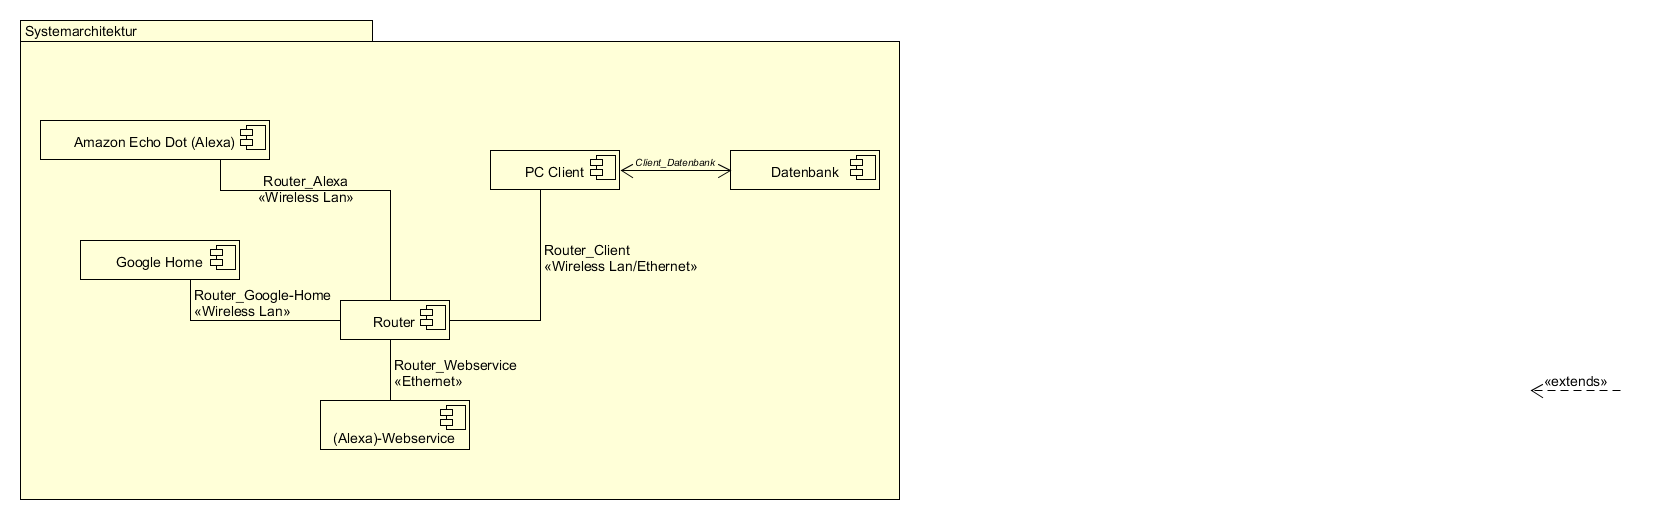 Systemarchitektur
Amazon Echo Dot (Alexa)
Router_Alexa
«Wireless Lan»
PC Client
Client_Datenbank
Datenbank
Google Home
Router_Google-Home
«Wireless Lan»
Router_Client
«Wireless Lan/Ethernet»
Router
Router_Webservice
«Ethernet»
(Alexa)-Webservice
«extends»